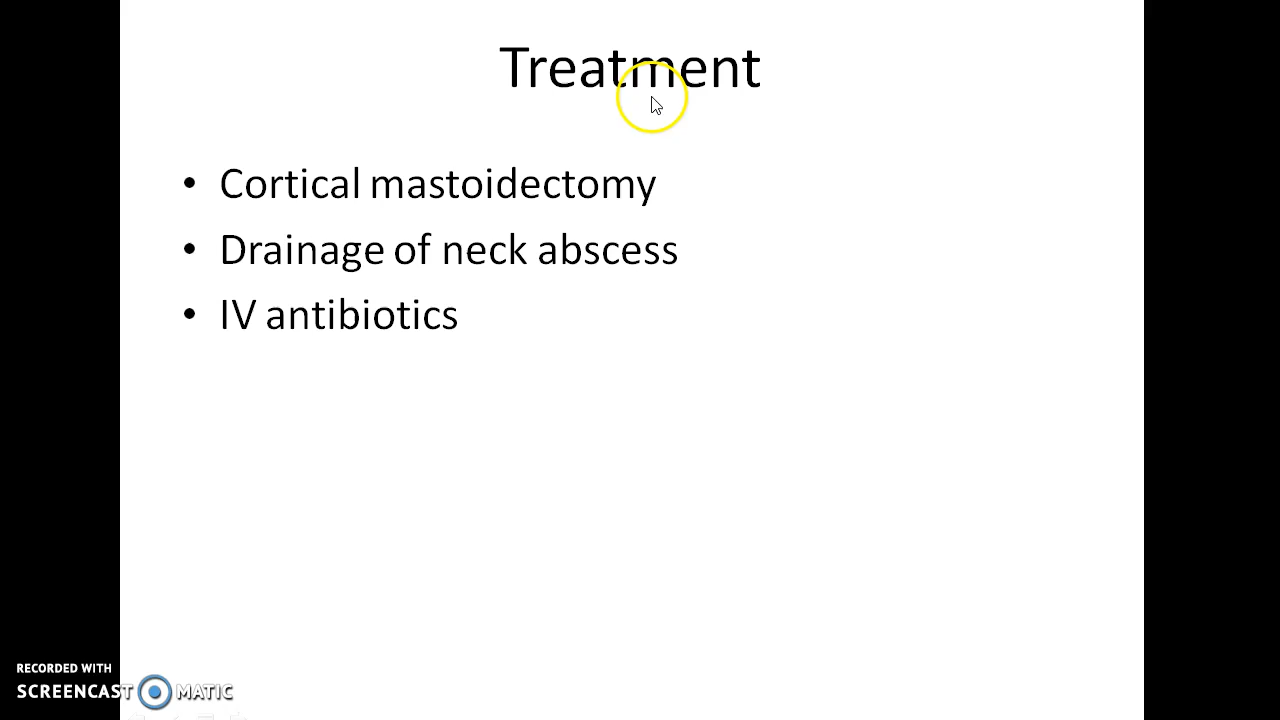 Treatment
• Cortical mastoidectomy
• Drainage of neck abscess
• IV antibiotics
RECORDED WITH
SCREENCAST MATIC